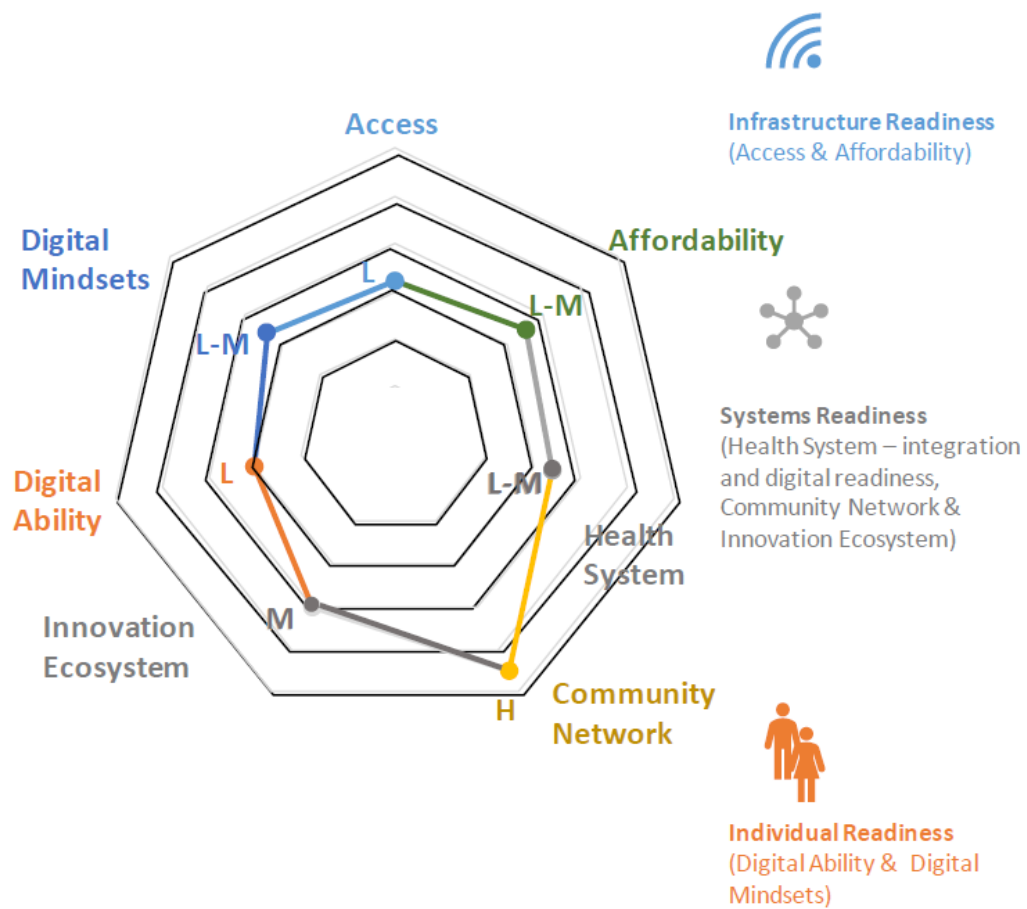 Access
Infrastructure Readiness
(Access & Affordability)
Digital
Mindsets
Affordability
L
L-M
L-M
Systems Readiness
(Health System – integration
and digital readiness,
Community Network &
Innovation Ecosystem)
Digital
Ability
L
L-M
Health
System
Innovation
Ecosystem
M
H
Community
Network
Individual Readiness
(Digital Ability & Digital
Mindsets)